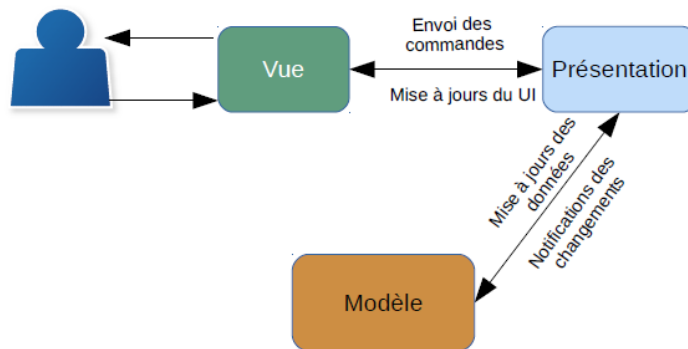 Envoi des
commandes
Vue
Présentation
Mise à jours du UI
Mise à jours des
données
Notifications des
changements
Modèle